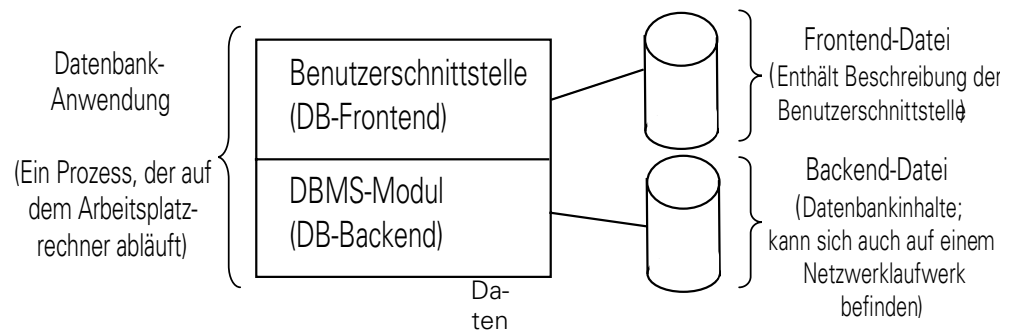 Datenbank-
Anwendung
(Ein Prozess, der auf
dem Arbeitsplatz-
rechner abläuft)
Benutzerschnittstelle
(DB-Frontend)
DBMS-Modul
(DB-Backend)
Da-
ten
Frontend-Datei
(Enthält Beschreibung der
Benutzerschnittstelle)
Backend-Datei
(Datenbankinhalte;
kann sich auch auf einem
Netzwerklaufwerk
befinden)